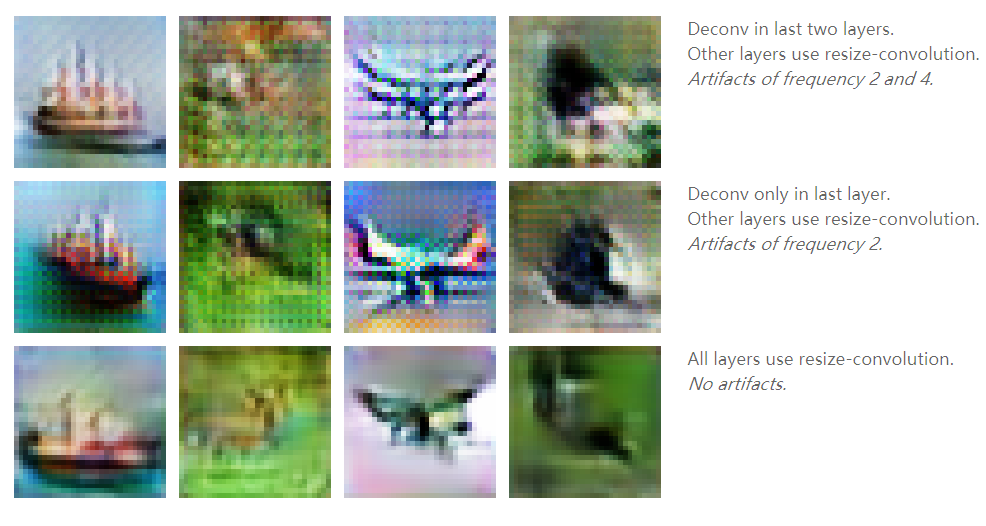 Deconv in last two layers.
Other layers use resize-convolution.
Artifacts of frequency 2 and 4.
Deconv only in last layer.
Other layers use resize-convolution.
Artifacts of frequency 2.
All layers use resize-convolution.
No artifacts.